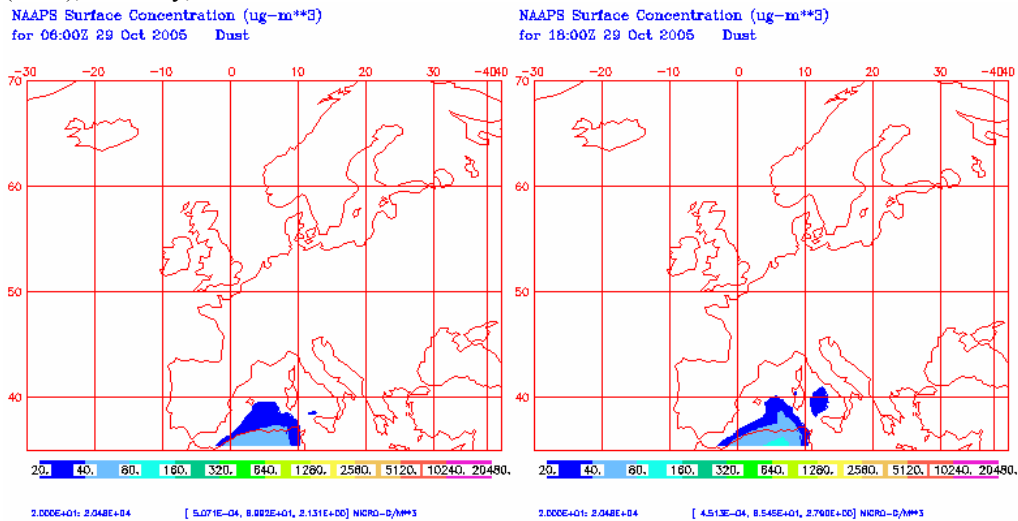 NAAPS Surface Concentration (ug-m**3)
for 06:00Z 29 Oct 2005 Dust
-30 -20 -10 0 10 20 30 4040
70
60
50
40
20. 40. 80. 160. 320. 640. 1280. 2560. 5120. 10240. 20480.
2.000E+01: 2.048E+04 [ 5.071E-04, 8.992E+01, 2.131E+00] MICRO-G/M**3
NAAPS Surface Concentration (ug-m**3)
for 18:00Z 29 Oct 2005 Dust
-30 -20 -10 0 10 20 30 4040
70
60
50
40
20. 40. 80. 160. 320. 640. 1280. 2560. 5120. 10240. 20480.
2.000E+01: 2.048E+04 [ 4.513E-04, 8.545E+01, 2.790E+00] MICRO-G/M**3